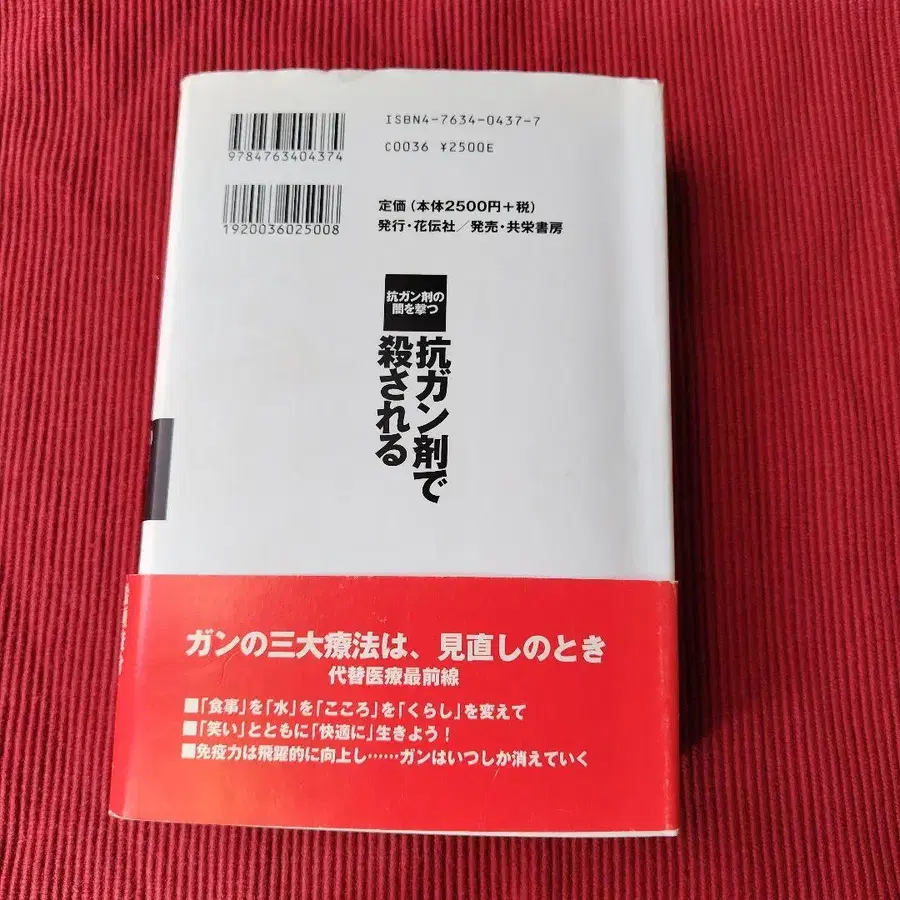 ISBN4-7634-0437-7
9784763404374
C0036 ¥2500E
1920036025008
定価(本体2500円+税)
発行・花伝社/発売・共栄書房
抗ガン剤の
闇を撃つ
抗ガン剤で
殺される
ガンの三大療法は、見直しのとき
代替医療最前線
■「食事」を「水」を「こころ」を「くらし」を変えて
■「笑い」とともに「快適に」生きよう!
■免疫力は飛躍的に向上し……ガンはいつしか消えていく